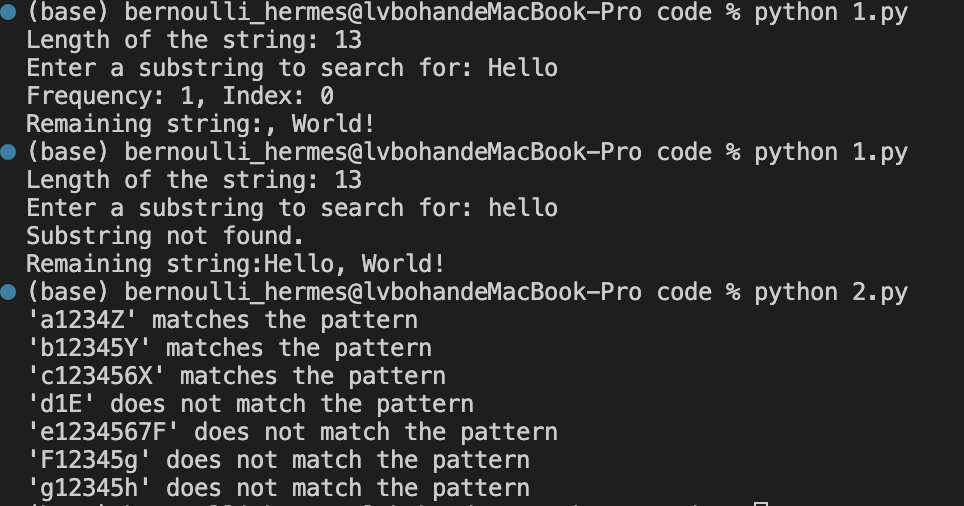 (base) bernoulli_hermes@lvbohandeMacBook-Pro code % python 1.py
Length of the string: 13
Enter a substring to search for: Hello
Frequency: 1, Index: 0
Remaining string:, World!
(base) bernoulli_hermes@lvbohandeMacBook-Pro code % python 1.py
Length of the string: 13
Enter a substring to search for: hello
Substring not found.
Remaining string:Hello, World!
(base) bernoulli_hermes@lvbohandeMacBook-Pro code % python 2.py
'a1234Z' matches the pattern
'b12345Y' matches the pattern
'c123456X' matches the pattern
'd1E' does not match the pattern
'e1234567F' does not match the pattern
'F12345g' does not match the pattern
'g12345h' does not match the pattern